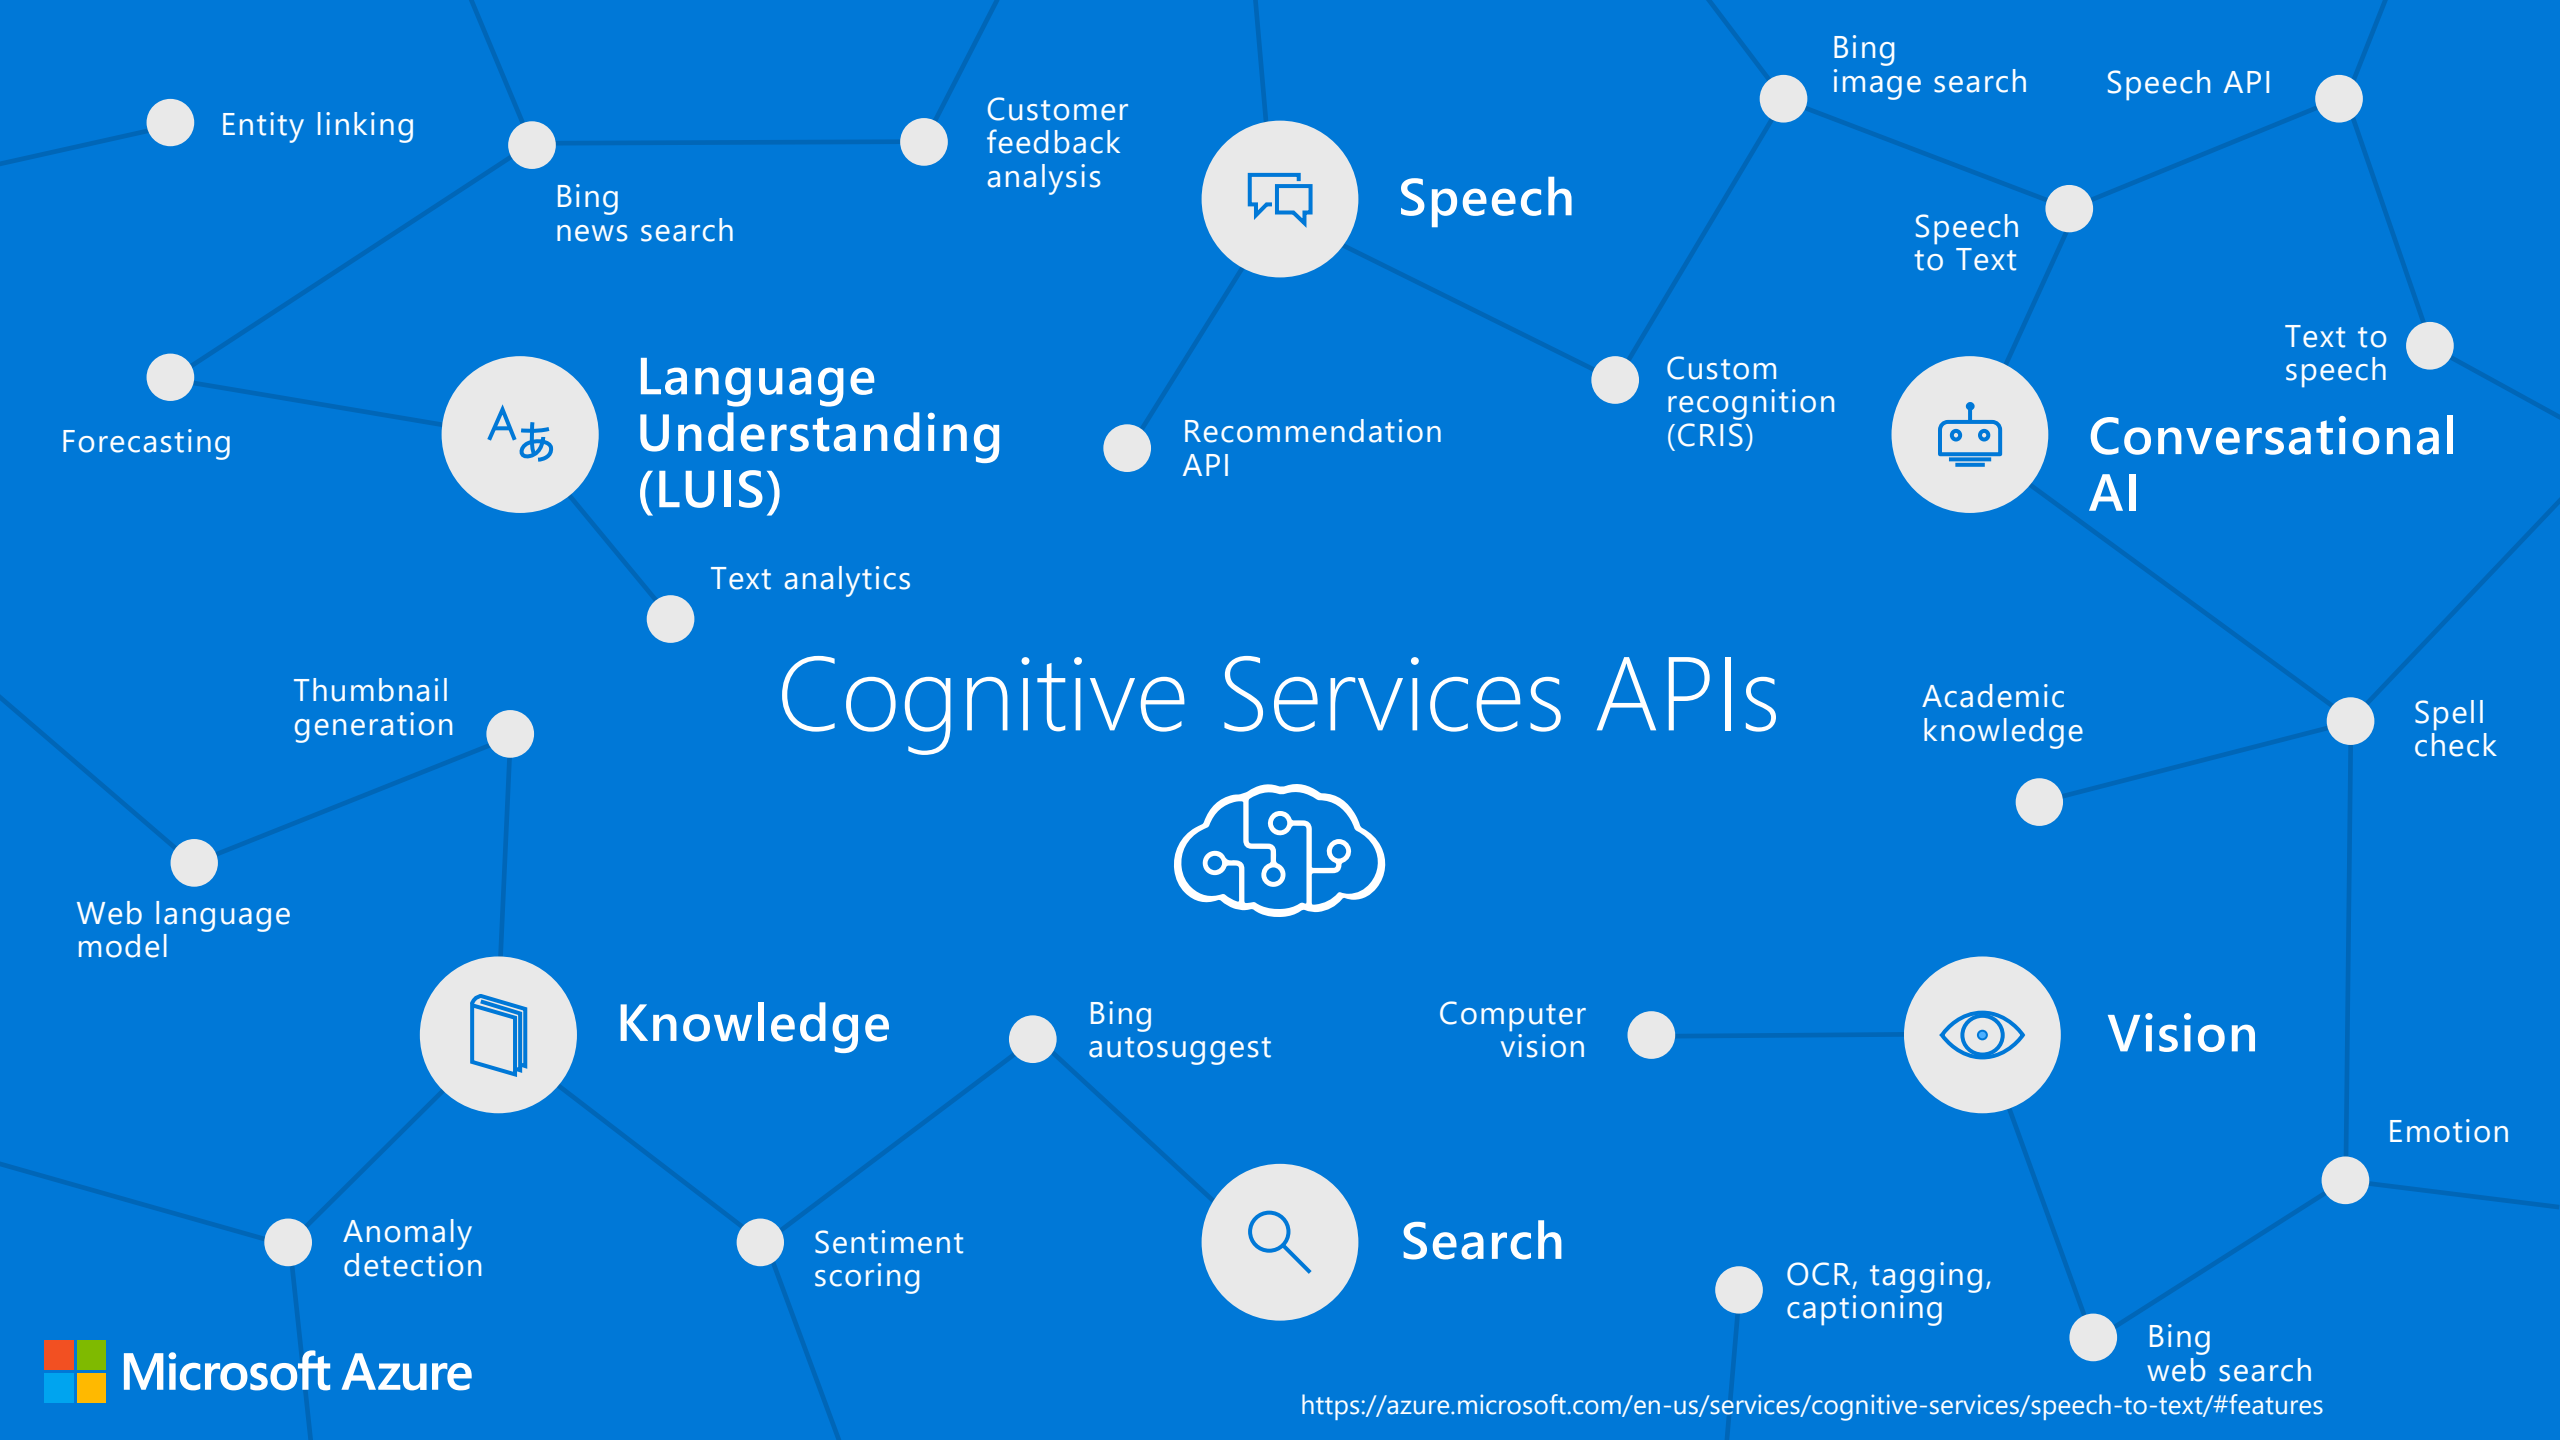 Bing
image search
Speech API
Entity linking
Customer
feedback
analysis
Bing
news search
Speech
Speech
to Text
Text to
speech
Forecasting
Aあ
Language
Understanding
(LUIS)
Recommendation
API
Custom
recognition
(CRIS)
Conversational
AI
Text analytics
Thumbnail
generation
Cognitive Services APIs
Academic
knowledge
Spell
check
Web language
model
Knowledge
Bing
autosuggest
Computer
vision
Vision
Emotion
Anomaly
detection
Sentiment
scoring
Search
OCR, tagging,
captioning
Bing
web search
Microsoft Azure
https://azure.microsoft.com/en-us/services/cognitive-services/speech-to-text/#features